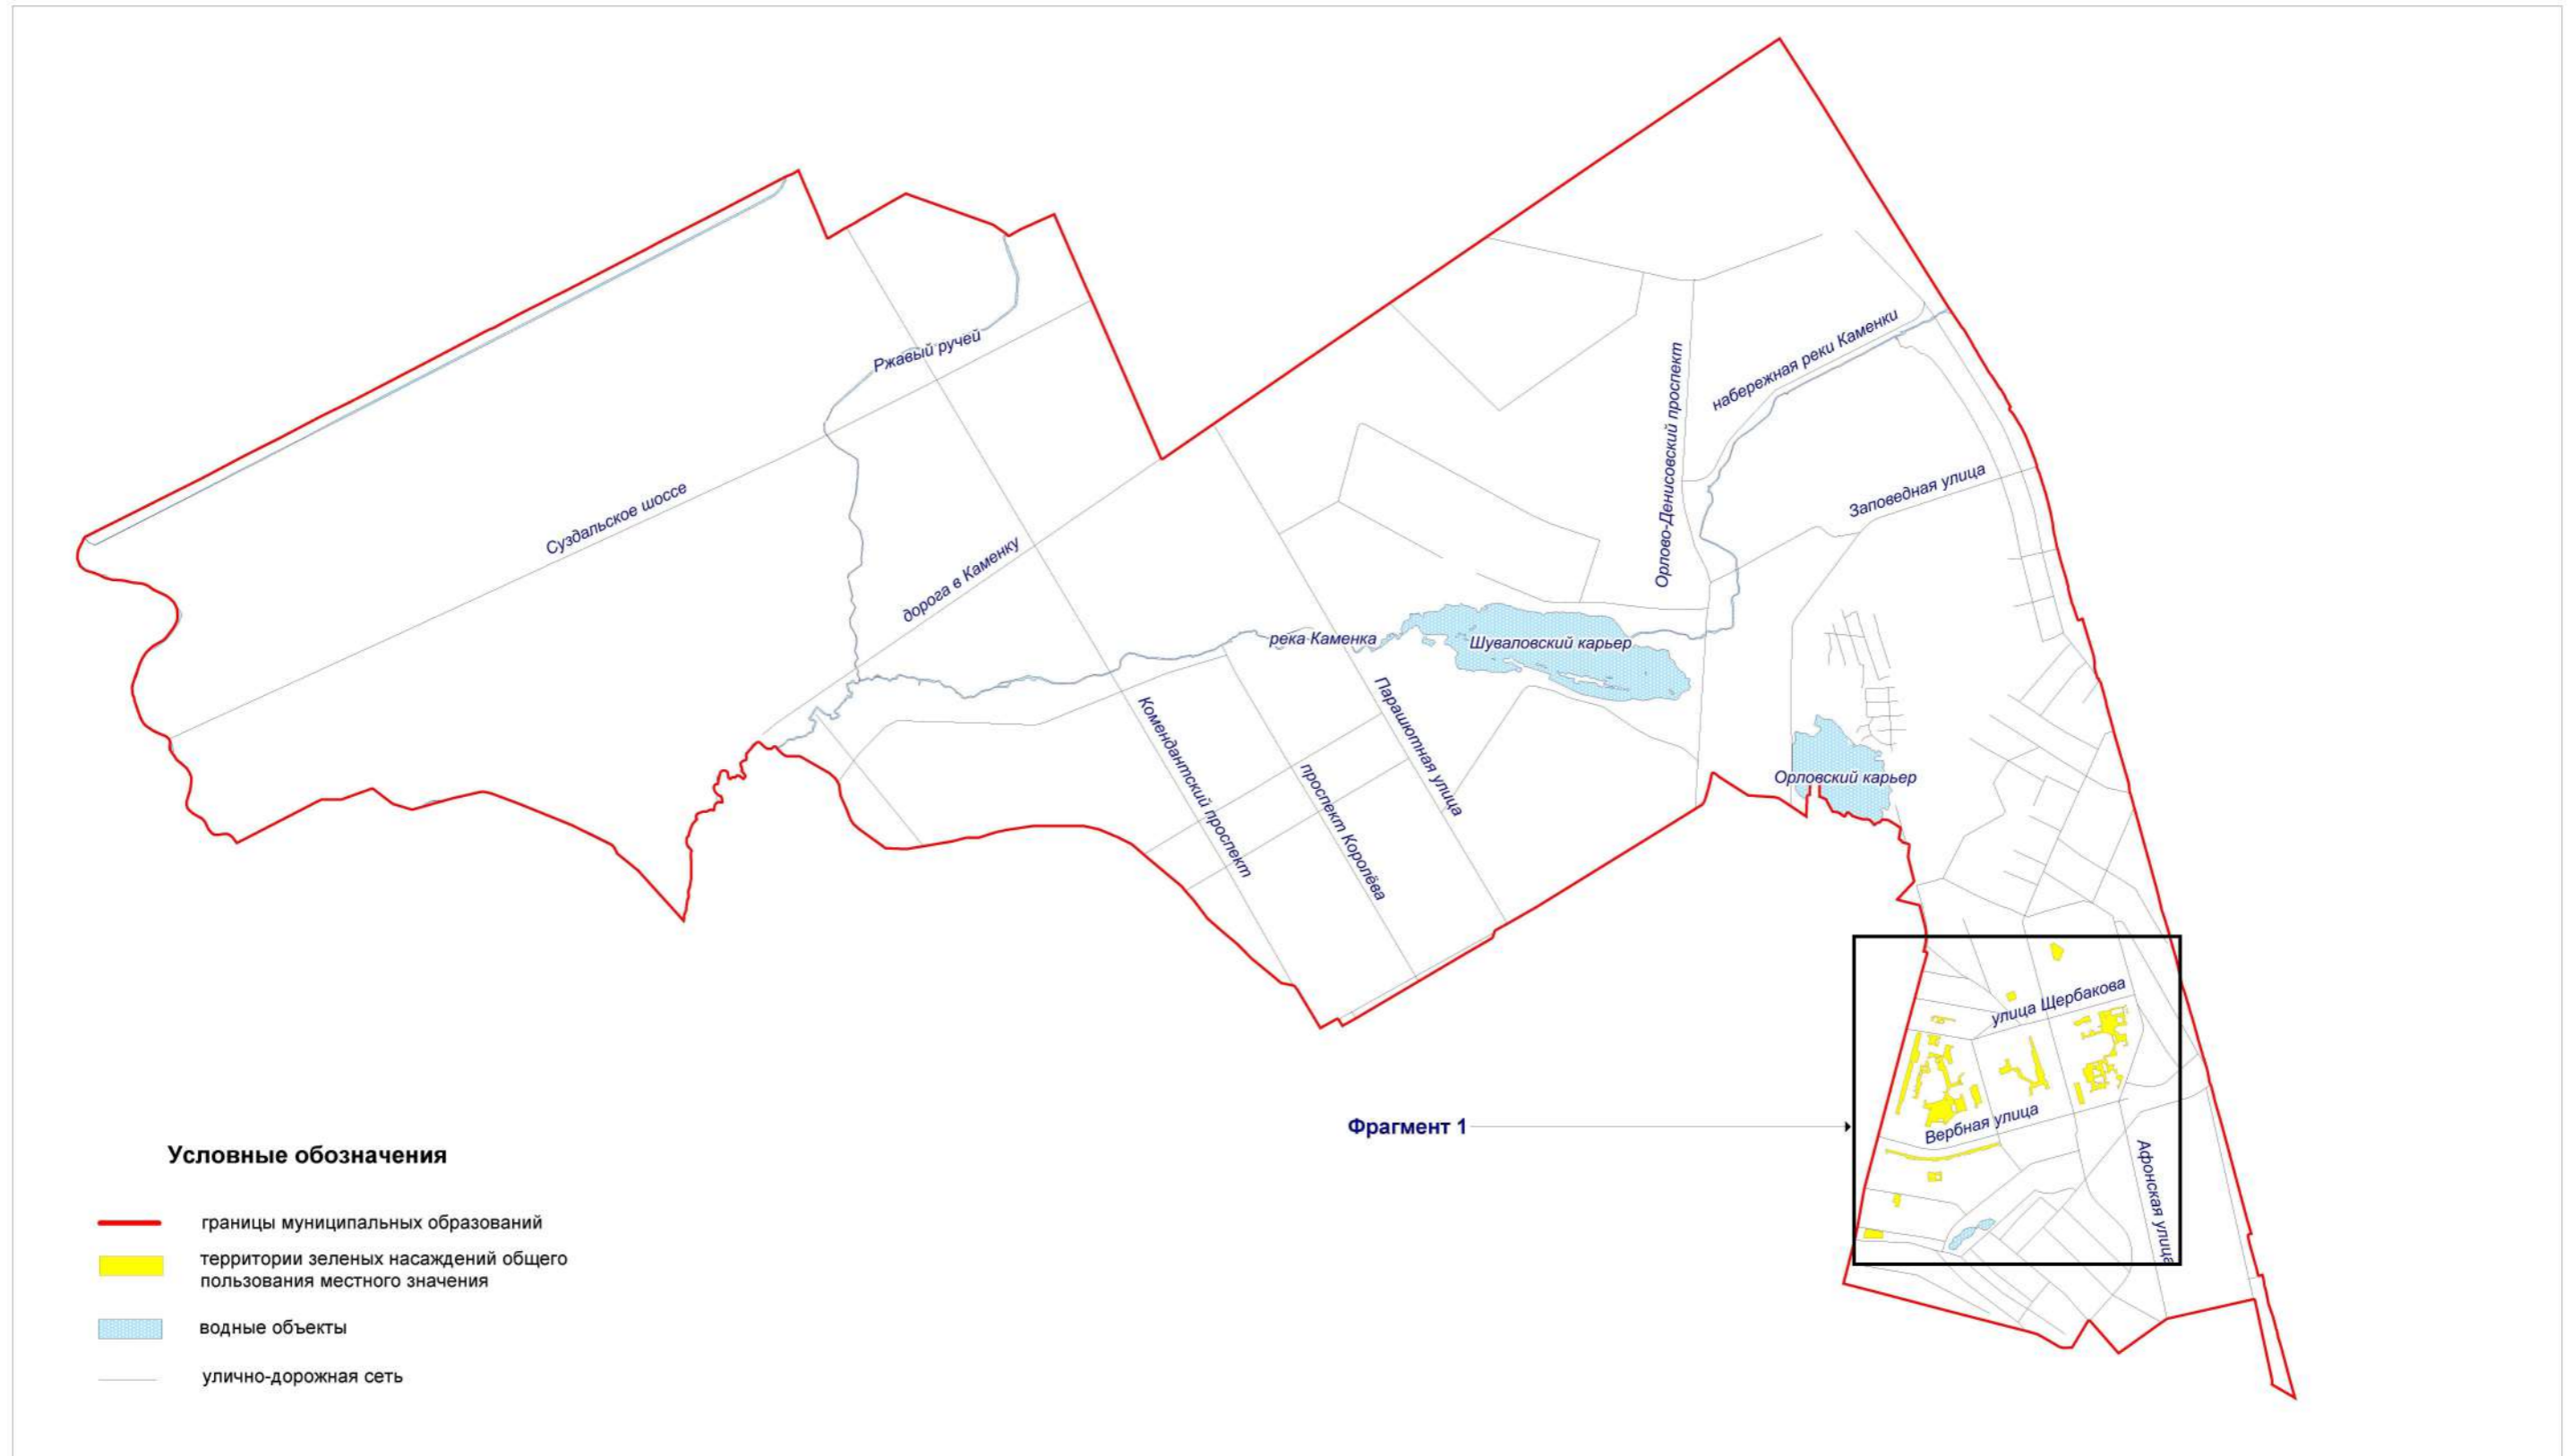 Ржавый ручей
набережная реки Каменки
Орлово-Денисовский проспект
Заповедная улица
Суздальское шоссе
дорога в Каменку
река Каменка
Шуваловский карьер
Парашютная улица
Комендантский проспект
проспект Королёва
Орловский карьер
улица Щербакова
Вербная улица
Афонская улица
Фрагмент 1
Условные обозначения
границы муниципальных образований
территории зеленых насаждений общего
пользования местного значения
водные объекты
улично-дорожная сеть